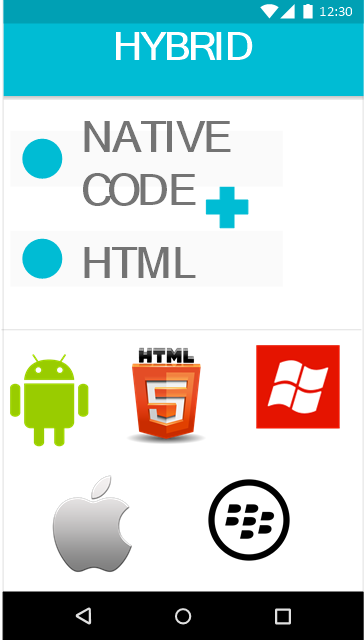 12:30
HYBRID
NATIVE
CODE
HTML
HTML
5